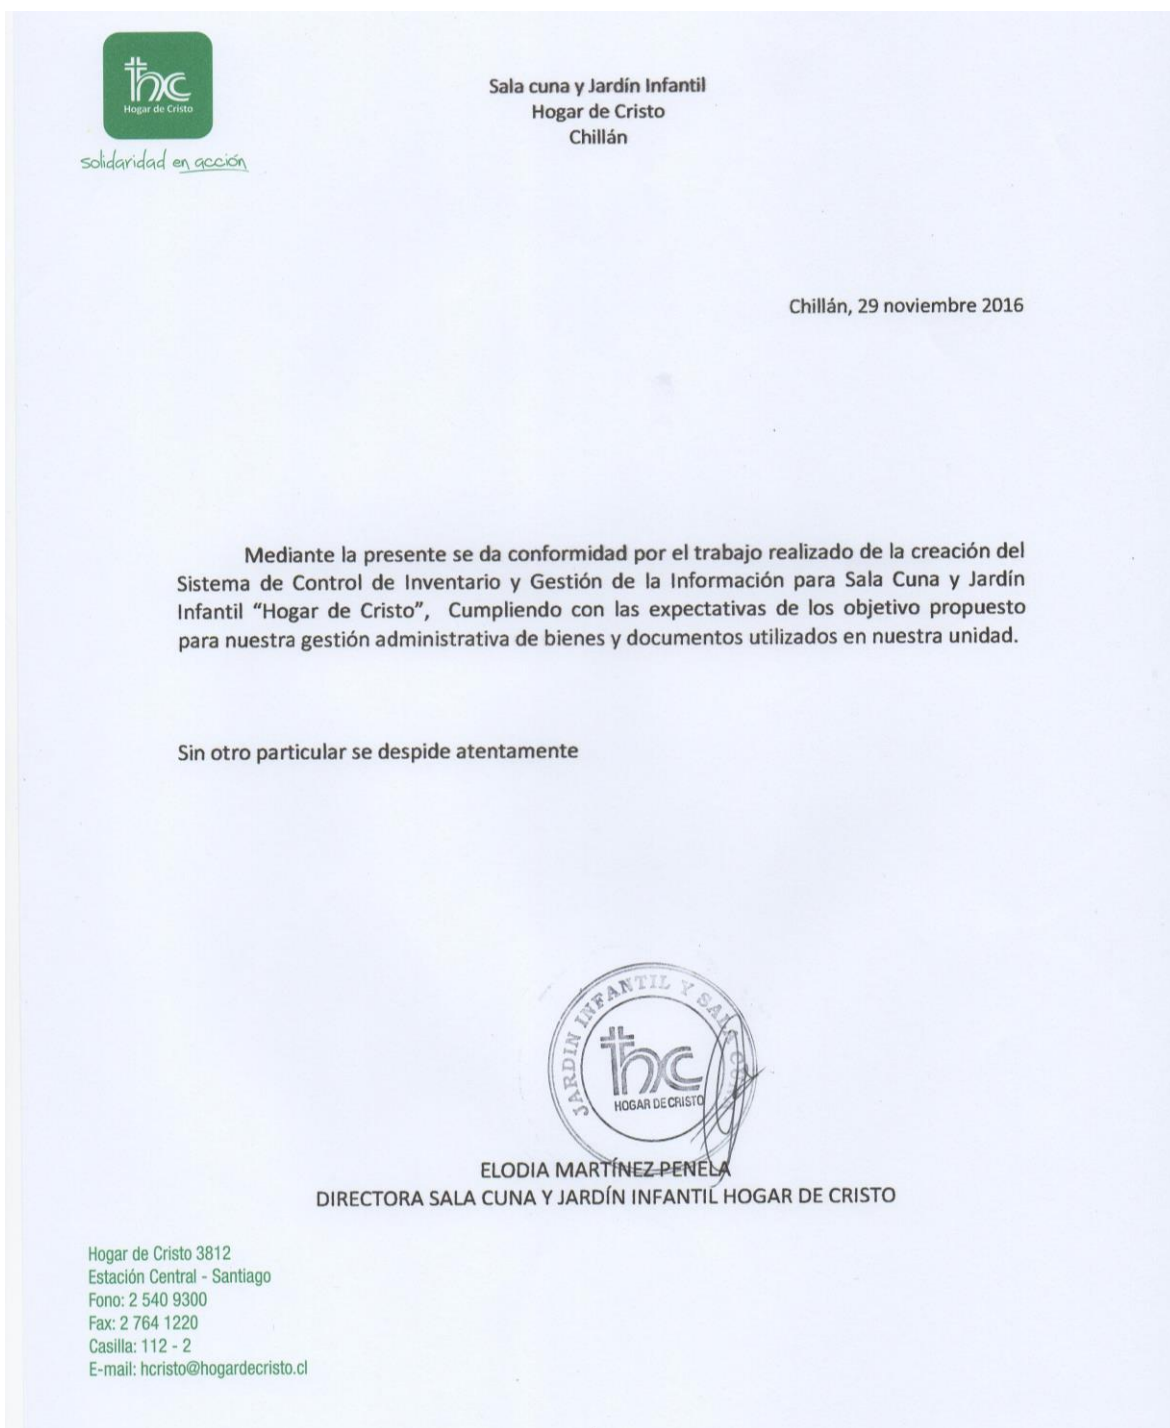 hc
Hogar de Cristo
solidaridad en acción
Sala cuna y Jardín Infantil
Hogar de Cristo
Chillán
Chillán, 29 noviembre 2016
Mediante la presente se da conformidad por el trabajo realizado de la creación del
Sistema de Control de Inventario y Gestión de la Información para Sala Cuna y Jardín
Infantil “Hogar de Cristo”, Cumpliendo con las expectativas de los objetivo propuesto
para nuestra gestión administrativa de bienes y documentos utilizados en nuestra unidad.
Sin otro particular se despide atentamente
JARDIN INFANTIL Y SALA CUNA
hc
HOGAR DE CRISTO
ELODIA MARTÍNEZ PENELA
DIRECTORA SALA CUNA Y JARDÍN INFANTIL HOGAR DE CRISTO
Hogar de Cristo 3812
Estación Central - Santiago
Fono: 2 540 9300
Fax: 2 764 1220
Casilla: 112 - 2
E-mail: hcristo@hogardecristo.cl